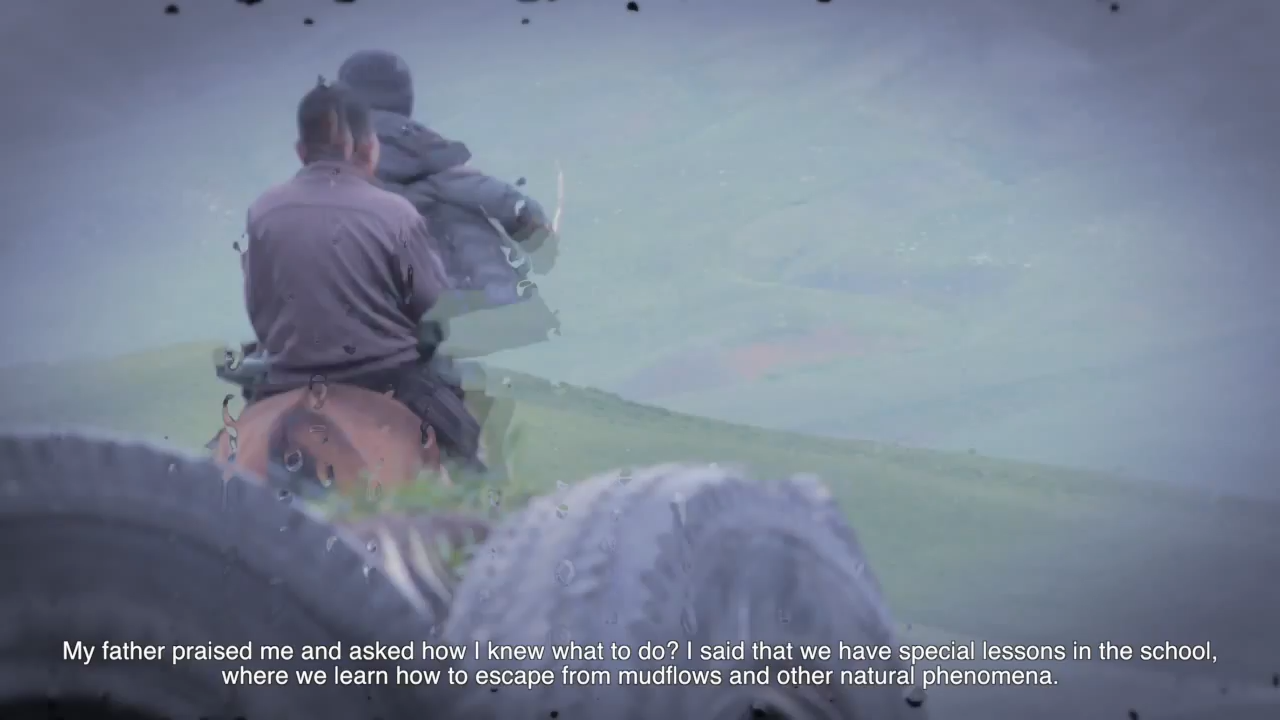 My father praised me and asked how I knew what to do? I said that we have special lessons in the school,
where we learn how to escape from mudflows and other natural phenomena.